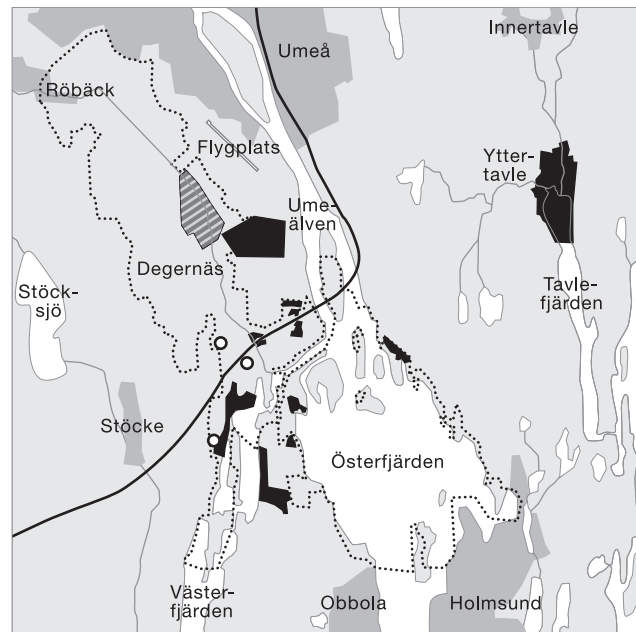 Innertavle
Umeå
Röbäck
Flygplats
Ytter-
tavle
Ume-
älven
Degernäs
Stöck-
sjö
Tavle-
fjärden
Stöcke
Österfjärden
Väster-
fjärden
Obbola
Holmsund